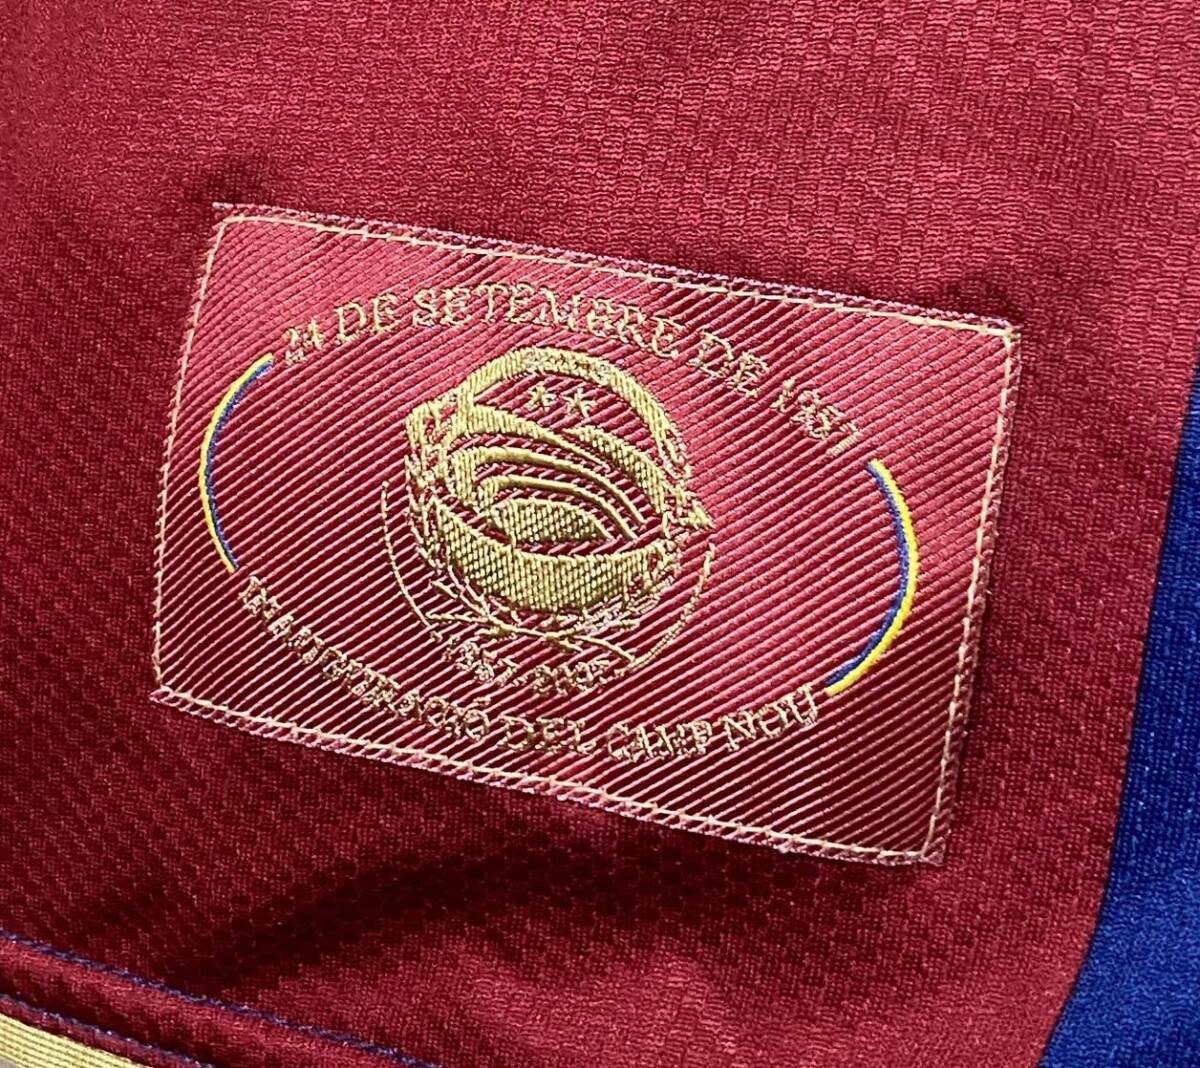 24 DE SETEMBRE DE 1957
1957-2007
INAUGURACIÓ DEL CAMP NOU